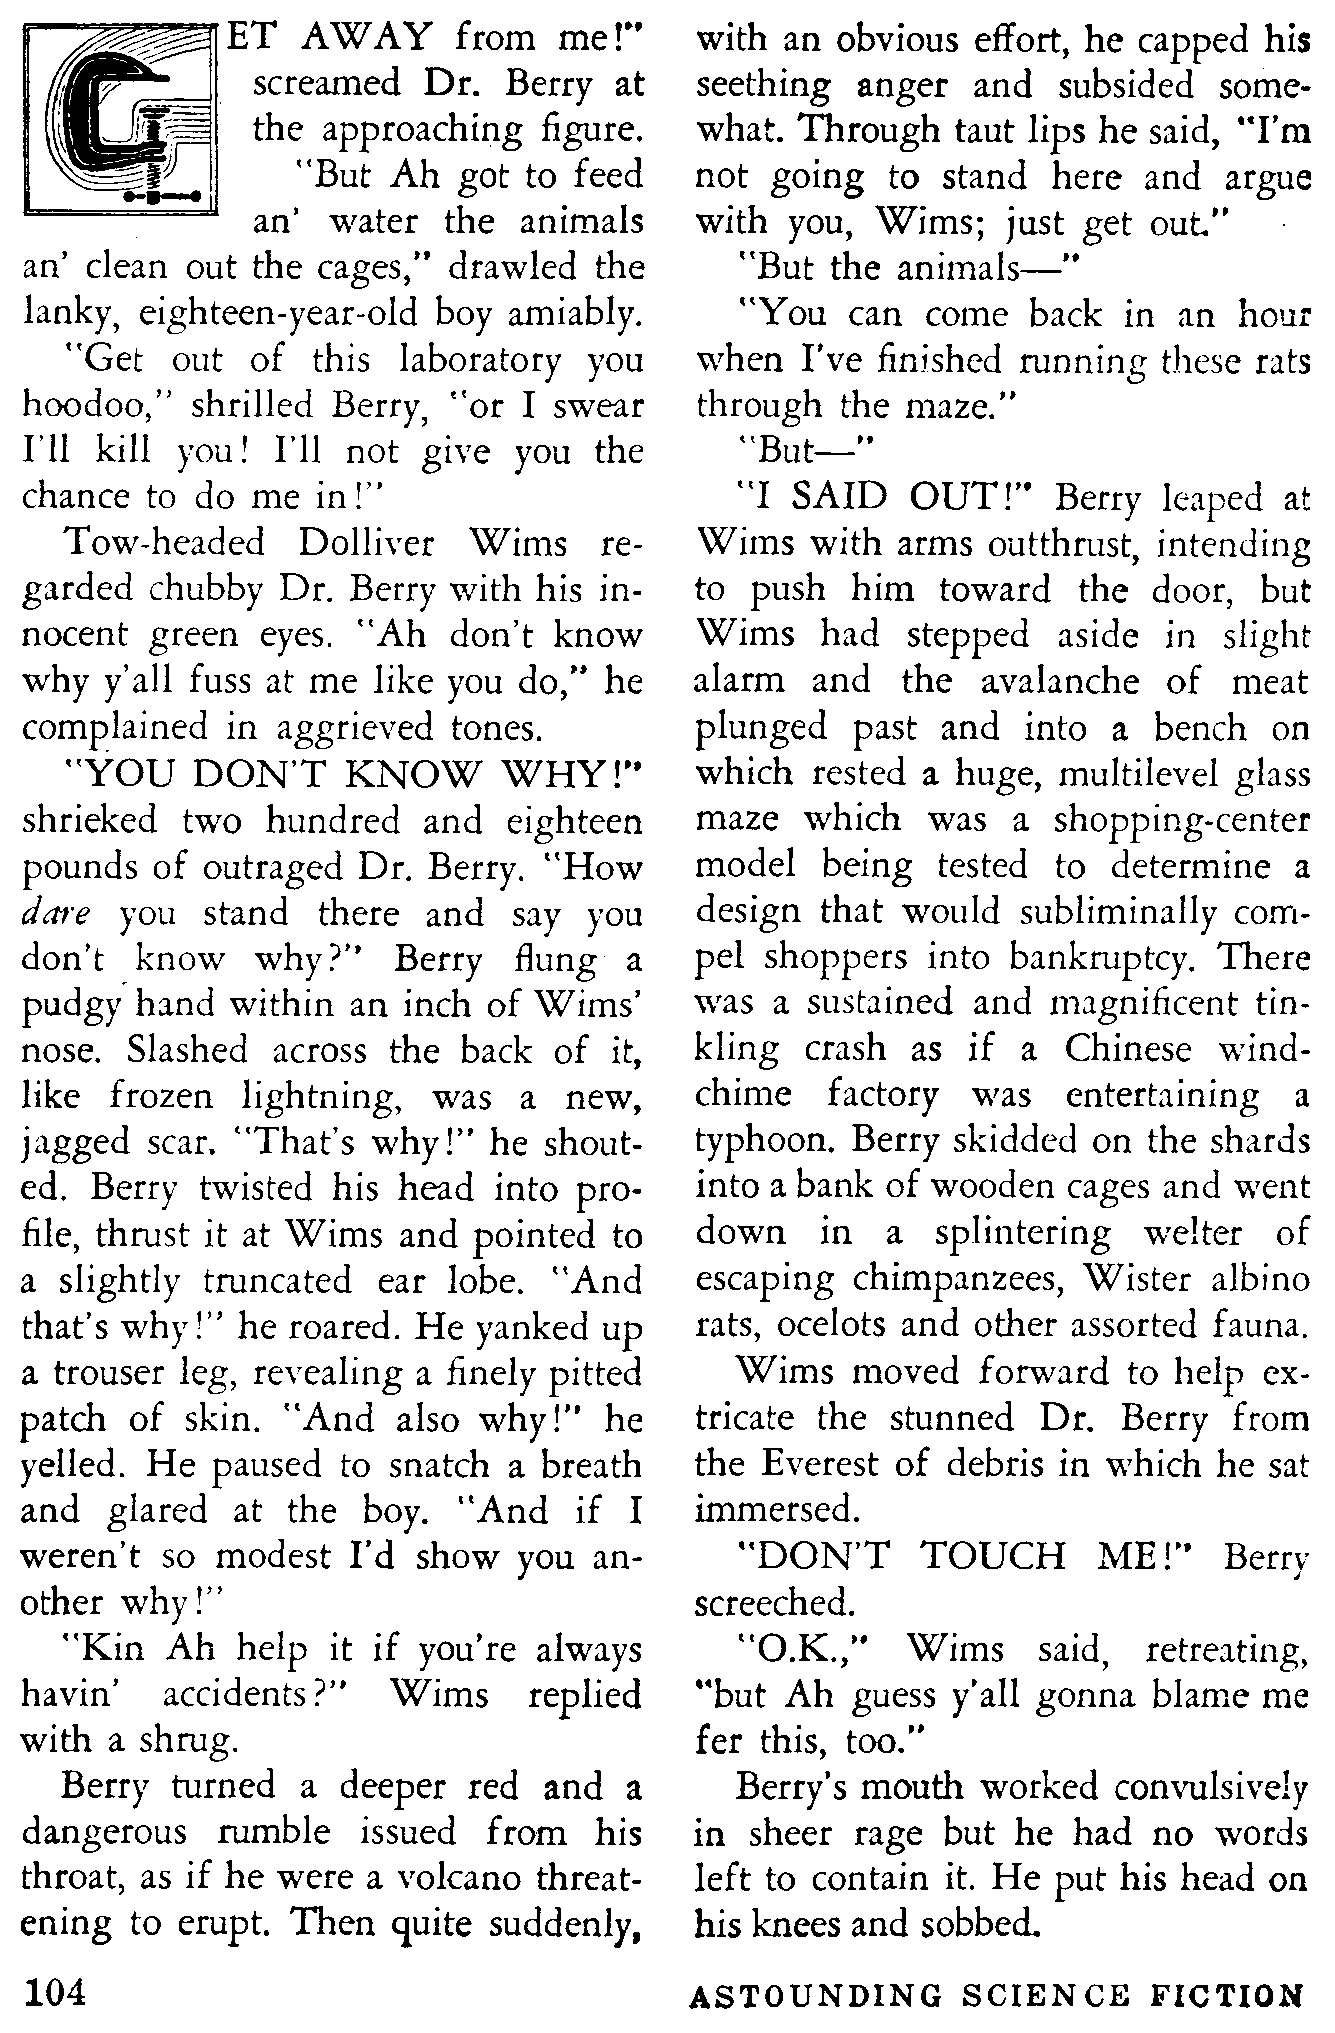 GET AWAY from me!"
screamed Dr. Berry at
the approaching figure.
"But Ah got to feed
an' water the animals
an' clean out the cages," drawled the
lanky, eighteen-year-old boy amiably.
"Get out of this laboratory you
hoodoo," shrilled Berry, "or I swear
I'll kill you! I'll not give you the
chance to do me in!"
Tow-headed Dolliver Wims re-
garded chubby Dr. Berry with his in-
nocent green eyes. "Ah don't know
why y'all fuss at me like you do," he
complained in aggrieved tones.
"YOU DON'T KNOW WHY!"
shrieked two hundred and eighteen
pounds of outraged Dr. Berry. "How
dare you stand there and say you
don't know why?" Berry flung a
pudgy hand within an inch of Wims'
nose. Slashed across the back of it,
like frozen lightning, was a new,
jagged scar. "That's why!" he shout-
ed. Berry twisted his head into pro-
file, thrust it at Wims and pointed to
a slightly truncated ear lobe. "And
that's why!" he roared. He yanked up
a trouser leg, revealing a finely pitted
patch of skin. "And also why!" he
yelled. He paused to snatch a breath
and glared at the boy. "And if I
weren't so modest I'd show you an-
other why!"
"Kin Ah help it if you're always
havin' accidents?" Wims replied
with a shrug.
Berry turned a deeper red and a
dangerous rumble issued from his
throat, as if he were a volcano threat-
ening to erupt. Then quite suddenly,
with an obvious effort, he capped his
seething anger and subsided some-
what. Through taut lips he said, "I'm
not going to stand here and argue
with you, Wims; just get out."
"But the animals—"
"You can come back in an hour
when I've finished running these rats
through the maze."
"But—"
"I SAID OUT!" Berry leaped at
Wims with arms outthrust, intending
to push him toward the door, but
Wims had stepped aside in slight
alarm and the avalanche of meat
plunged past and into a bench on
which rested a huge, multilevel glass
maze which was a shopping-center
model being tested to determine a
design that would subliminally com-
pel shoppers into bankruptcy. There
was a sustained and magnificent tin-
kling crash as if a Chinese wind-
chime factory was entertaining a
typhoon. Berry skidded on the shards
into a bank of wooden cages and went
down in a splintering welter of
escaping chimpanzees, Wister albino
rats, ocelots and other assorted fauna.
Wims moved forward to help ex-
tricate the stunned Dr. Berry from
the Everest of debris in which he sat
immersed.
"DON'T TOUCH ME!" Berry
screeched.
"O.K.," Wims said, retreating,
"but Ah guess y'all gonna blame me
fer this, too."
Berry's mouth worked convulsively
in sheer rage but he had no words
left to contain it. He put his head on
his knees and sobbed.
104
ASTOUNDING SCIENCE FICTION